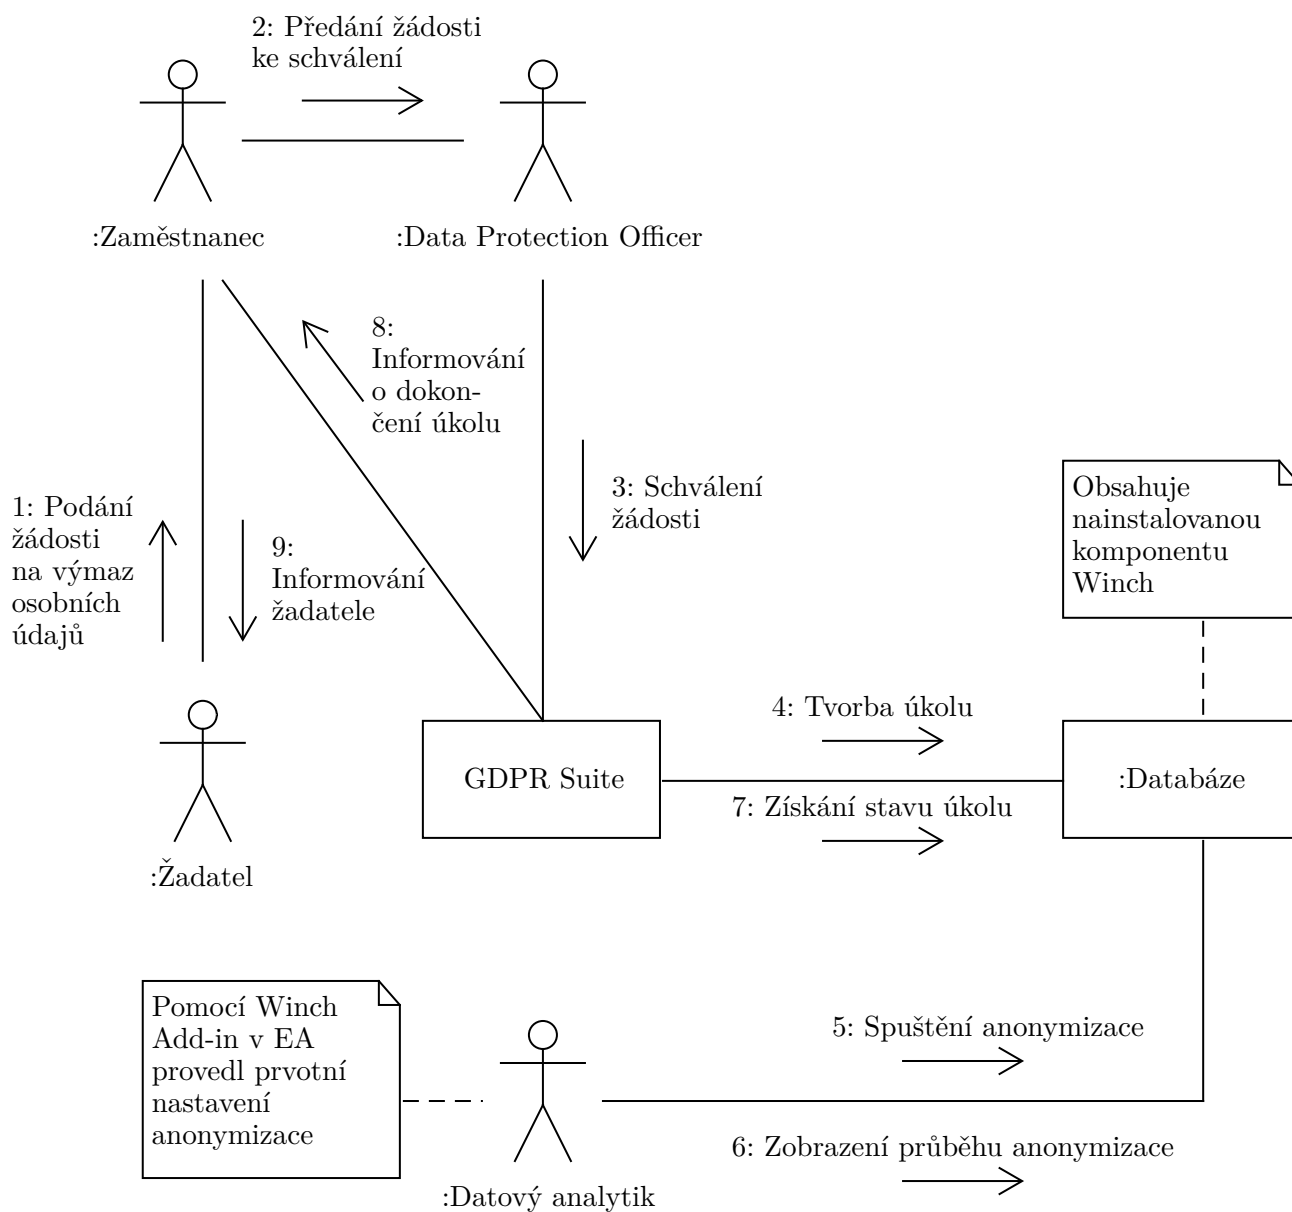 2: Předání žádosti
ke schválení
:Zaměstnanec
:Data Protection Officer
8:
Informování
o dokon-
čení úkolu
1: Podání
žádosti
na výmaz
osobních
údajů
9:
Informování
žadatele
3: Schválení
žádosti
Obsahuje
nainstalovanou
komponentu
Winch
4: Tvorba úkolu
GDPR Suite
:Databáze
7: Získání stavu úkolu
:Žadatel
Pomocí Winch
Add-in v EA
provedl prvotní
nastavení
anonymizace
5: Spuštění anonymizace
6: Zobrazení průběhu anonymizace
:Datový analytik